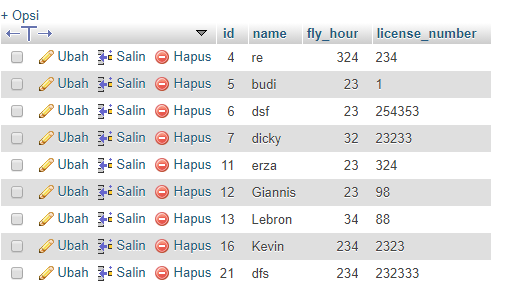 + Opsi
id name fly_hour license_number
Ubah Salin Hapus 4 re 324 234
Ubah Salin Hapus 5 budi 23 1
Ubah Salin Hapus 6 dsf 23 254353
Ubah Salin Hapus 7 dicky 32 23233
Ubah Salin Hapus 11 erza 23 324
Ubah Salin Hapus 12 Giannis 23 98
Ubah Salin Hapus 13 Lebron 34 88
Ubah Salin Hapus 16 Kevin 234 2323
Ubah Salin Hapus 21 dfs 234 232333